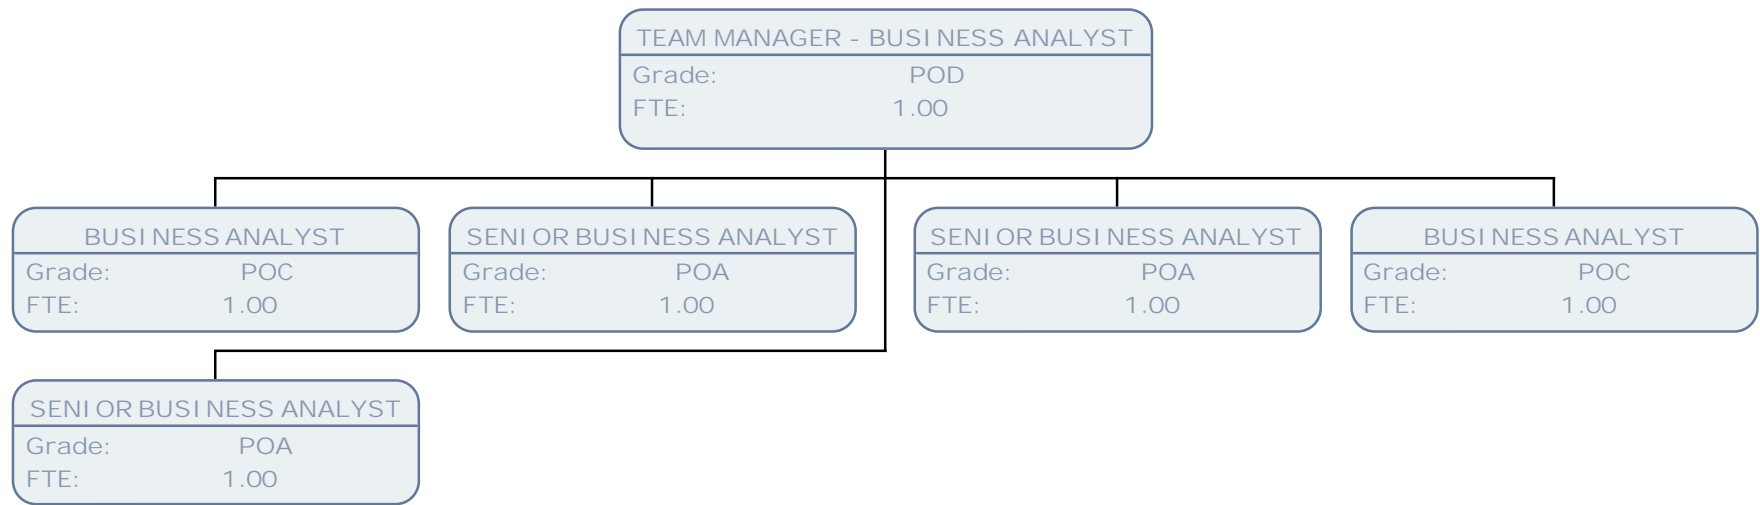 TEAM MANAGER - BUSINESS ANALYST
Grade: POD
FTE: 1.00
BUSINESS ANALYST
Grade: POC
FTE: 1.00
SENIOR BUSINESS ANALYST
Grade: POA
FTE: 1.00
SENIOR BUSINESS ANALYST
Grade: POA
FTE: 1.00
BUSINESS ANALYST
Grade: POC
FTE: 1.00
SENIOR BUSINESS ANALYST
Grade: POA
FTE: 1.00